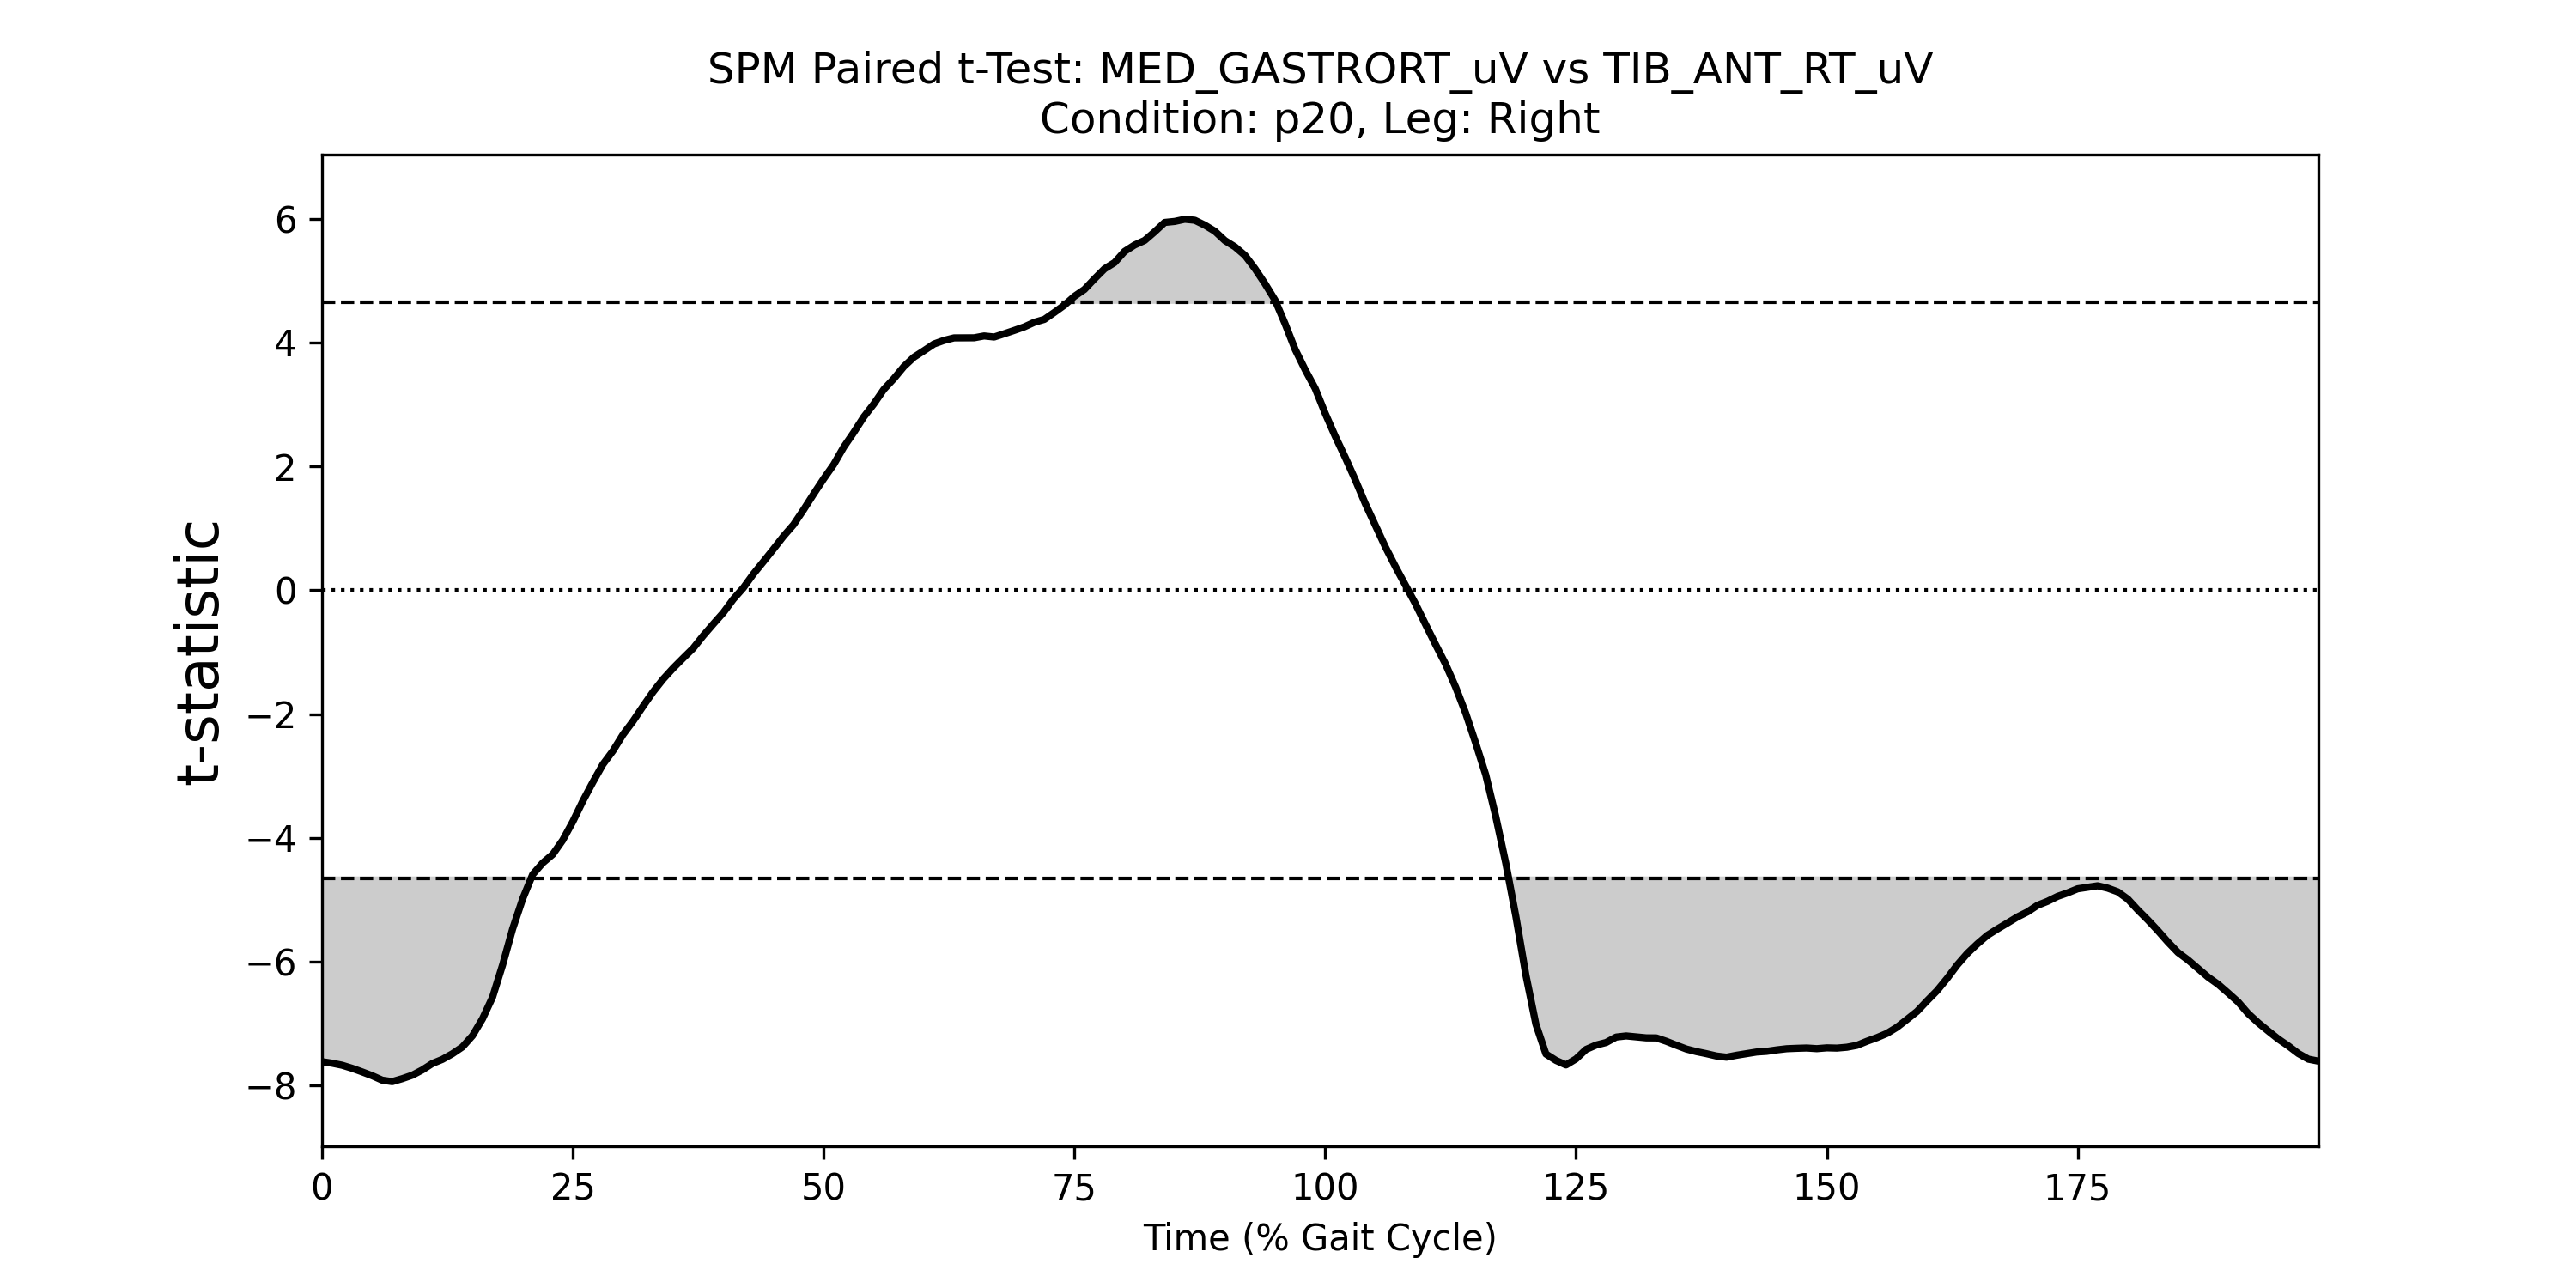 SPM Paired t-Test: MED_GASTRORT_uV vs TIB_ANT_RT_uV
Condition: p20, Leg: Right
t-statistic
6
4
2
0
−2
−4
−6
−8
0 25 50 75 100 125 150 175
Time (% Gait Cycle)